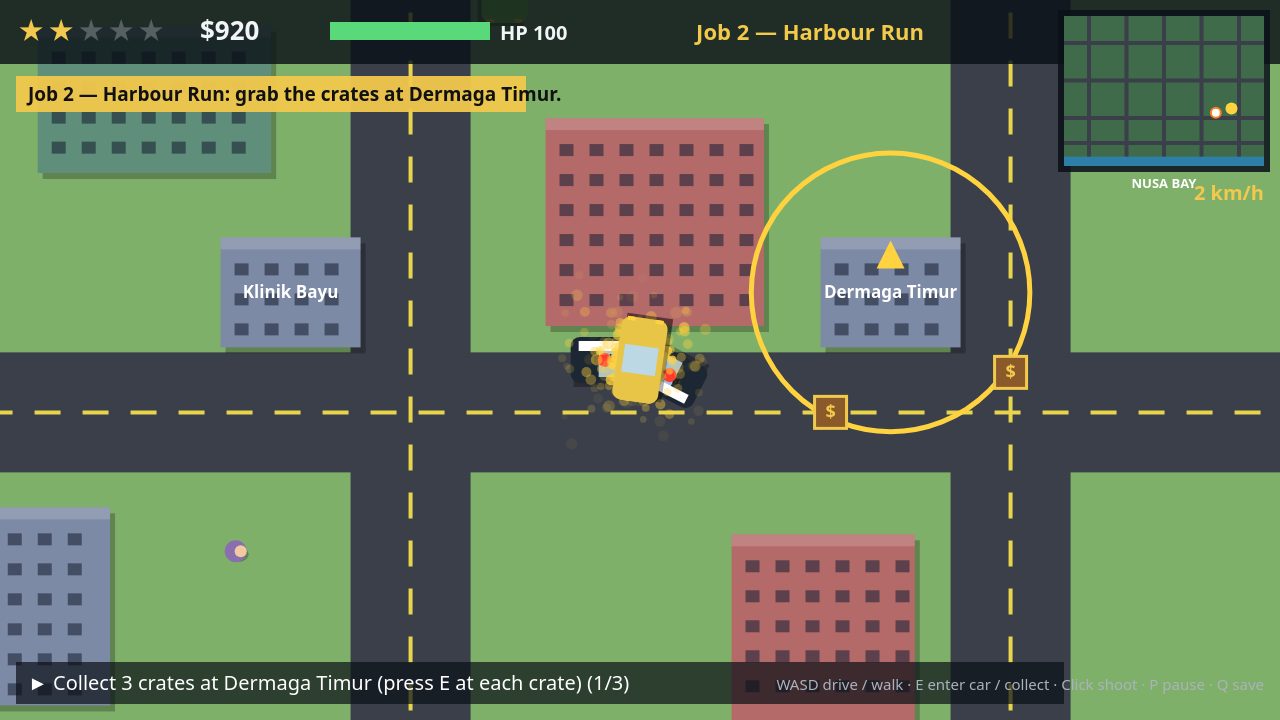 ★★★★★ $920 HP 100 Job 2 — Harbour Run
Job 2 — Harbour Run: grab the crates at Dermaga Timur.
NUSA BAY
2 km/h
Klinik Bayu
Dermaga Timur
$
$
► Collect 3 crates at Dermaga Timur (press E at each crate) (1/3)
WASD drive / walk · E enter car / collect · Click shoot · P pause · Q save